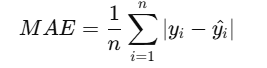 MAE = \frac{1}{n} \sum_{i=1}^{n} |y_i - \hat{y}_i|